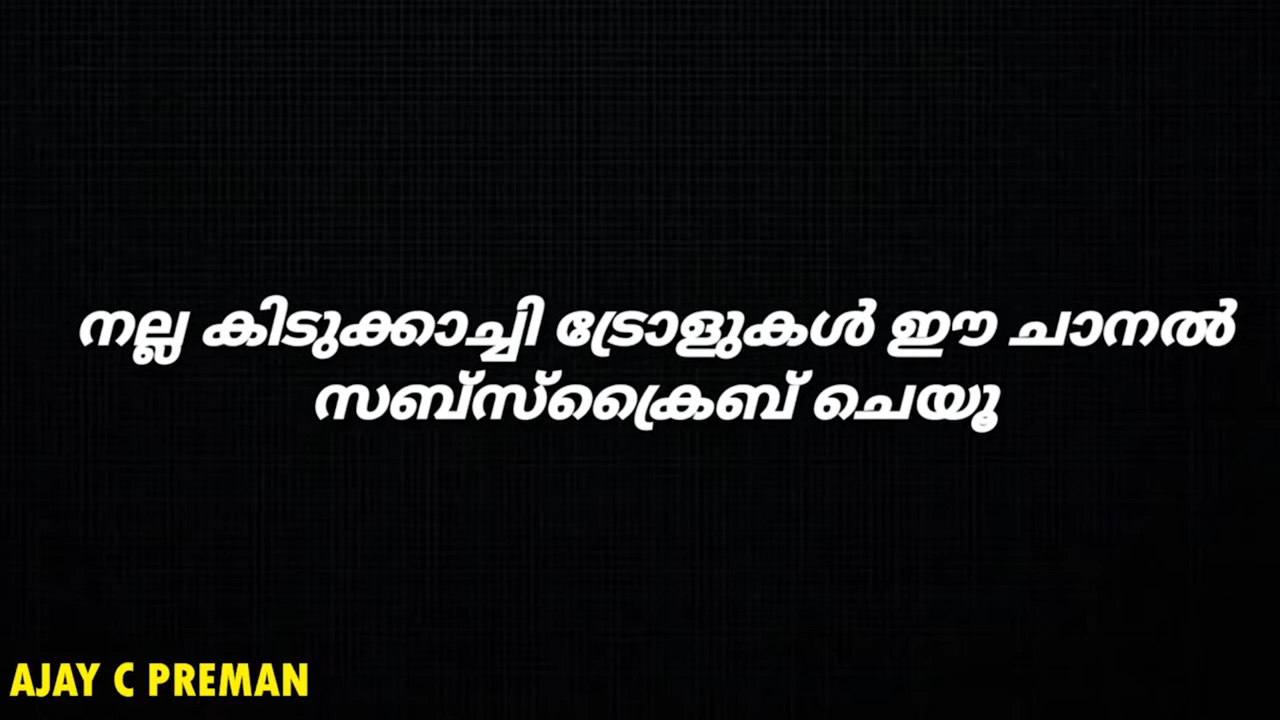 നല്ല കിടുക്കാച്ചി ട്രോളുകൾ ഈ ചാനൽ
സബ്സ്ക്രൈബ് ചെയൂ
AJAY C PREMAN